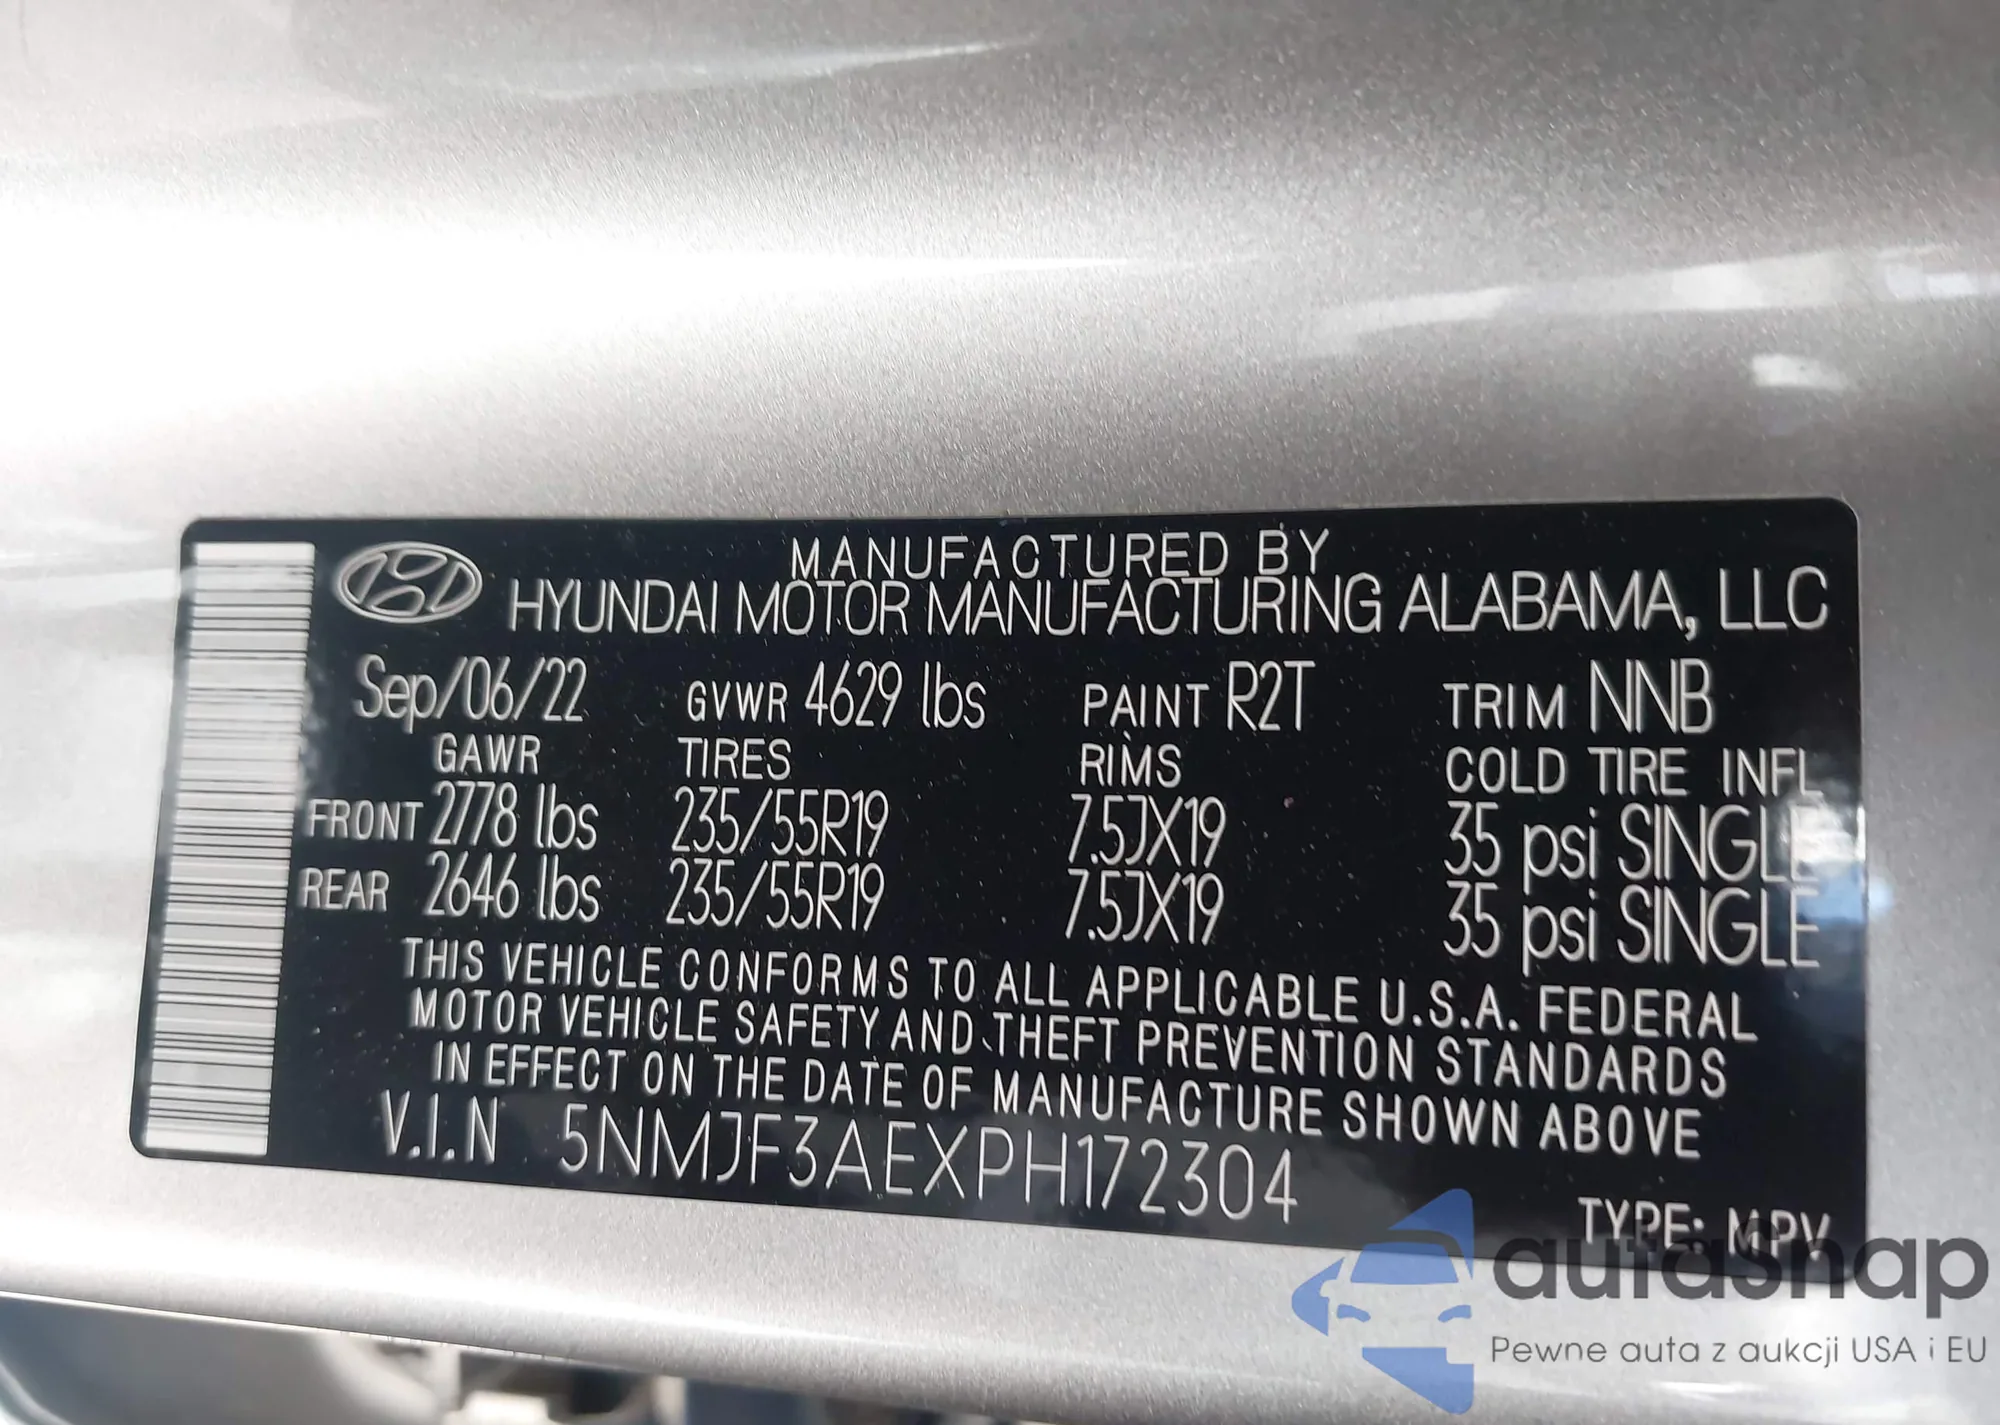 MANUFACTURED BY
HYUNDAI MOTOR MANUFACTURING ALABAMA, LLC
Sep/06/22 GVWR 4629 lbs PAINT R2T TRIM NNB
GAWR TIRES RIMS COLD TIRE INFL
FRONT 2778 lbs 235/55R19 7.5JX19 35 psi SINGLE
REAR 2646 lbs 235/55R19 7.5JX19 35 psi SINGLE
THIS VEHICLE CONFORMS TO ALL APPLICABLE U.S.A. FEDERAL
MOTOR VEHICLE SAFETY AND THEFT PREVENTION STANDARDS
IN EFFECT ON THE DATE OF MANUFACTURE SHOWN ABOVE
V.I.N 5NMJF3AEXPH172304
TYPE: MPV
autasnap
Pewne auta z aukcji USA i EU